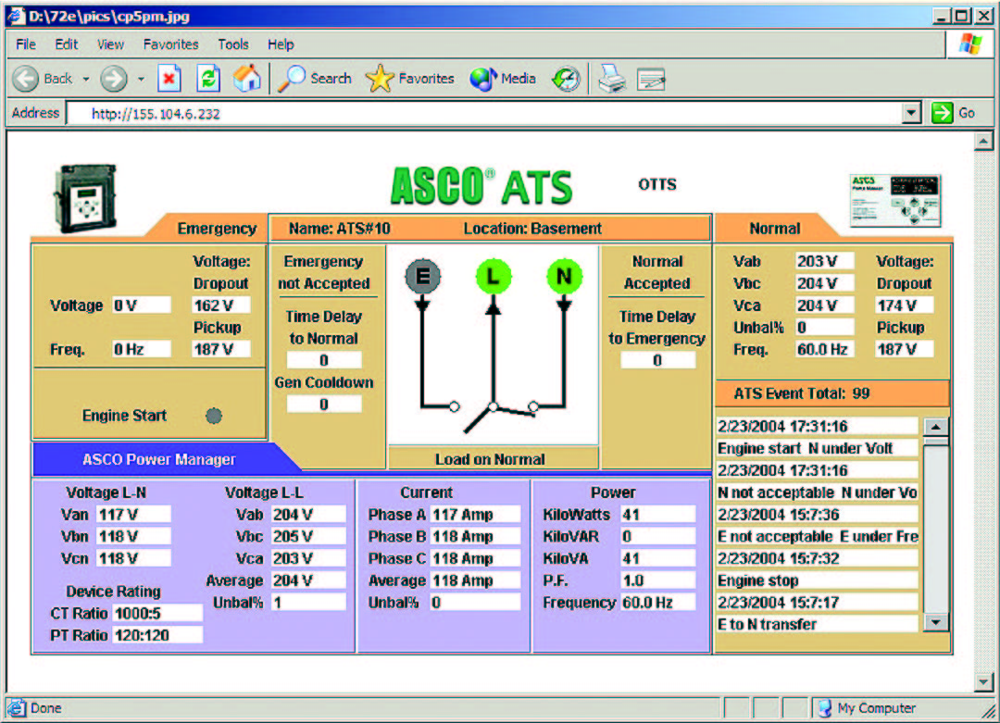 D:\72e\pics\cp5pm.jpg
File Edit View Favorites Tools Help
Back Search Favorites Media
Address http://155.104.6.232 Go
ASCO® ATS OTTS
Emergency Name: ATS#10 Location: Basement Normal
Voltage:
Dropout
Voltage 0 V 162 V
Pickup
Freq. 0 Hz 187 V
Engine Start
Emergency
not Accepted
Time Delay
to Normal
0
Gen Cooldown
0
E L N
Load on Normal
Normal
Accepted
Time Delay
to Emergency
0
Vab 203 V Voltage:
Vbc 204 V Dropout
Vca 204 V 174 V
Unbal% 0 Pickup
Freq. 60.0 Hz 187 V
ATS Event Total: 99
2/23/2004 17:31:16
Engine start N under Volt
2/23/2004 17:31:16
N not acceptable N under Vo
2/23/2004 15:7:36
E not acceptable E under Fre
2/23/2004 15:7:32
Engine stop
2/23/2004 15:7:17
E to N transfer
ASCO Power Manager
Voltage L-N
Van 117 V
Vbn 118 V
Vcn 118 V
Device Rating
CT Ratio 1000:5
PT Ratio 120:120
Voltage L-L
Vab 204 V
Vbc 205 V
Vca 203 V
Average 204 V
Unbal% 1
Current
Phase A 117 Amp
Phase B 118 Amp
Phase C 118 Amp
Average 118 Amp
Unbal% 0
Power
KiloWatts 41
KiloVAR 0
KiloVA 41
P.F. 1.0
Frequency 60.0 Hz
Done My Computer